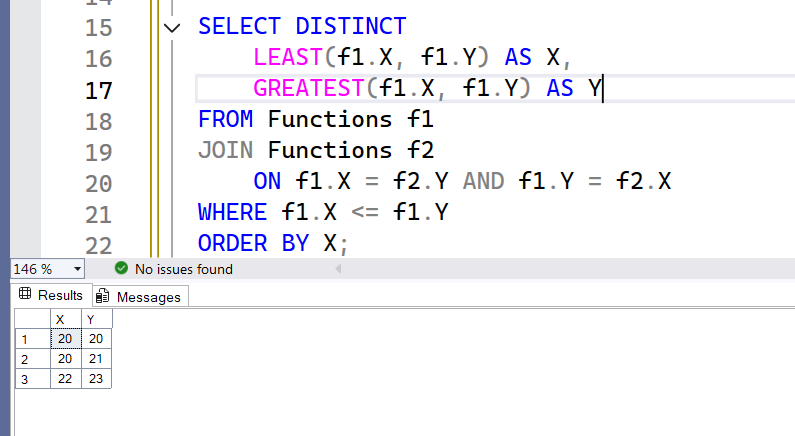 15 SELECT DISTINCT
16 LEAST(f1.X, f1.Y) AS X,
17 GREATEST(f1.X, f1.Y) AS Y
18 FROM Functions f1
19 JOIN Functions f2
20 ON f1.X = f2.Y AND f1.Y = f2.X
21 WHERE f1.X <= f1.Y
22 ORDER BY X;
146 % No issues found
Results Messages
X Y
1 20 20
2 20 21
3 22 23